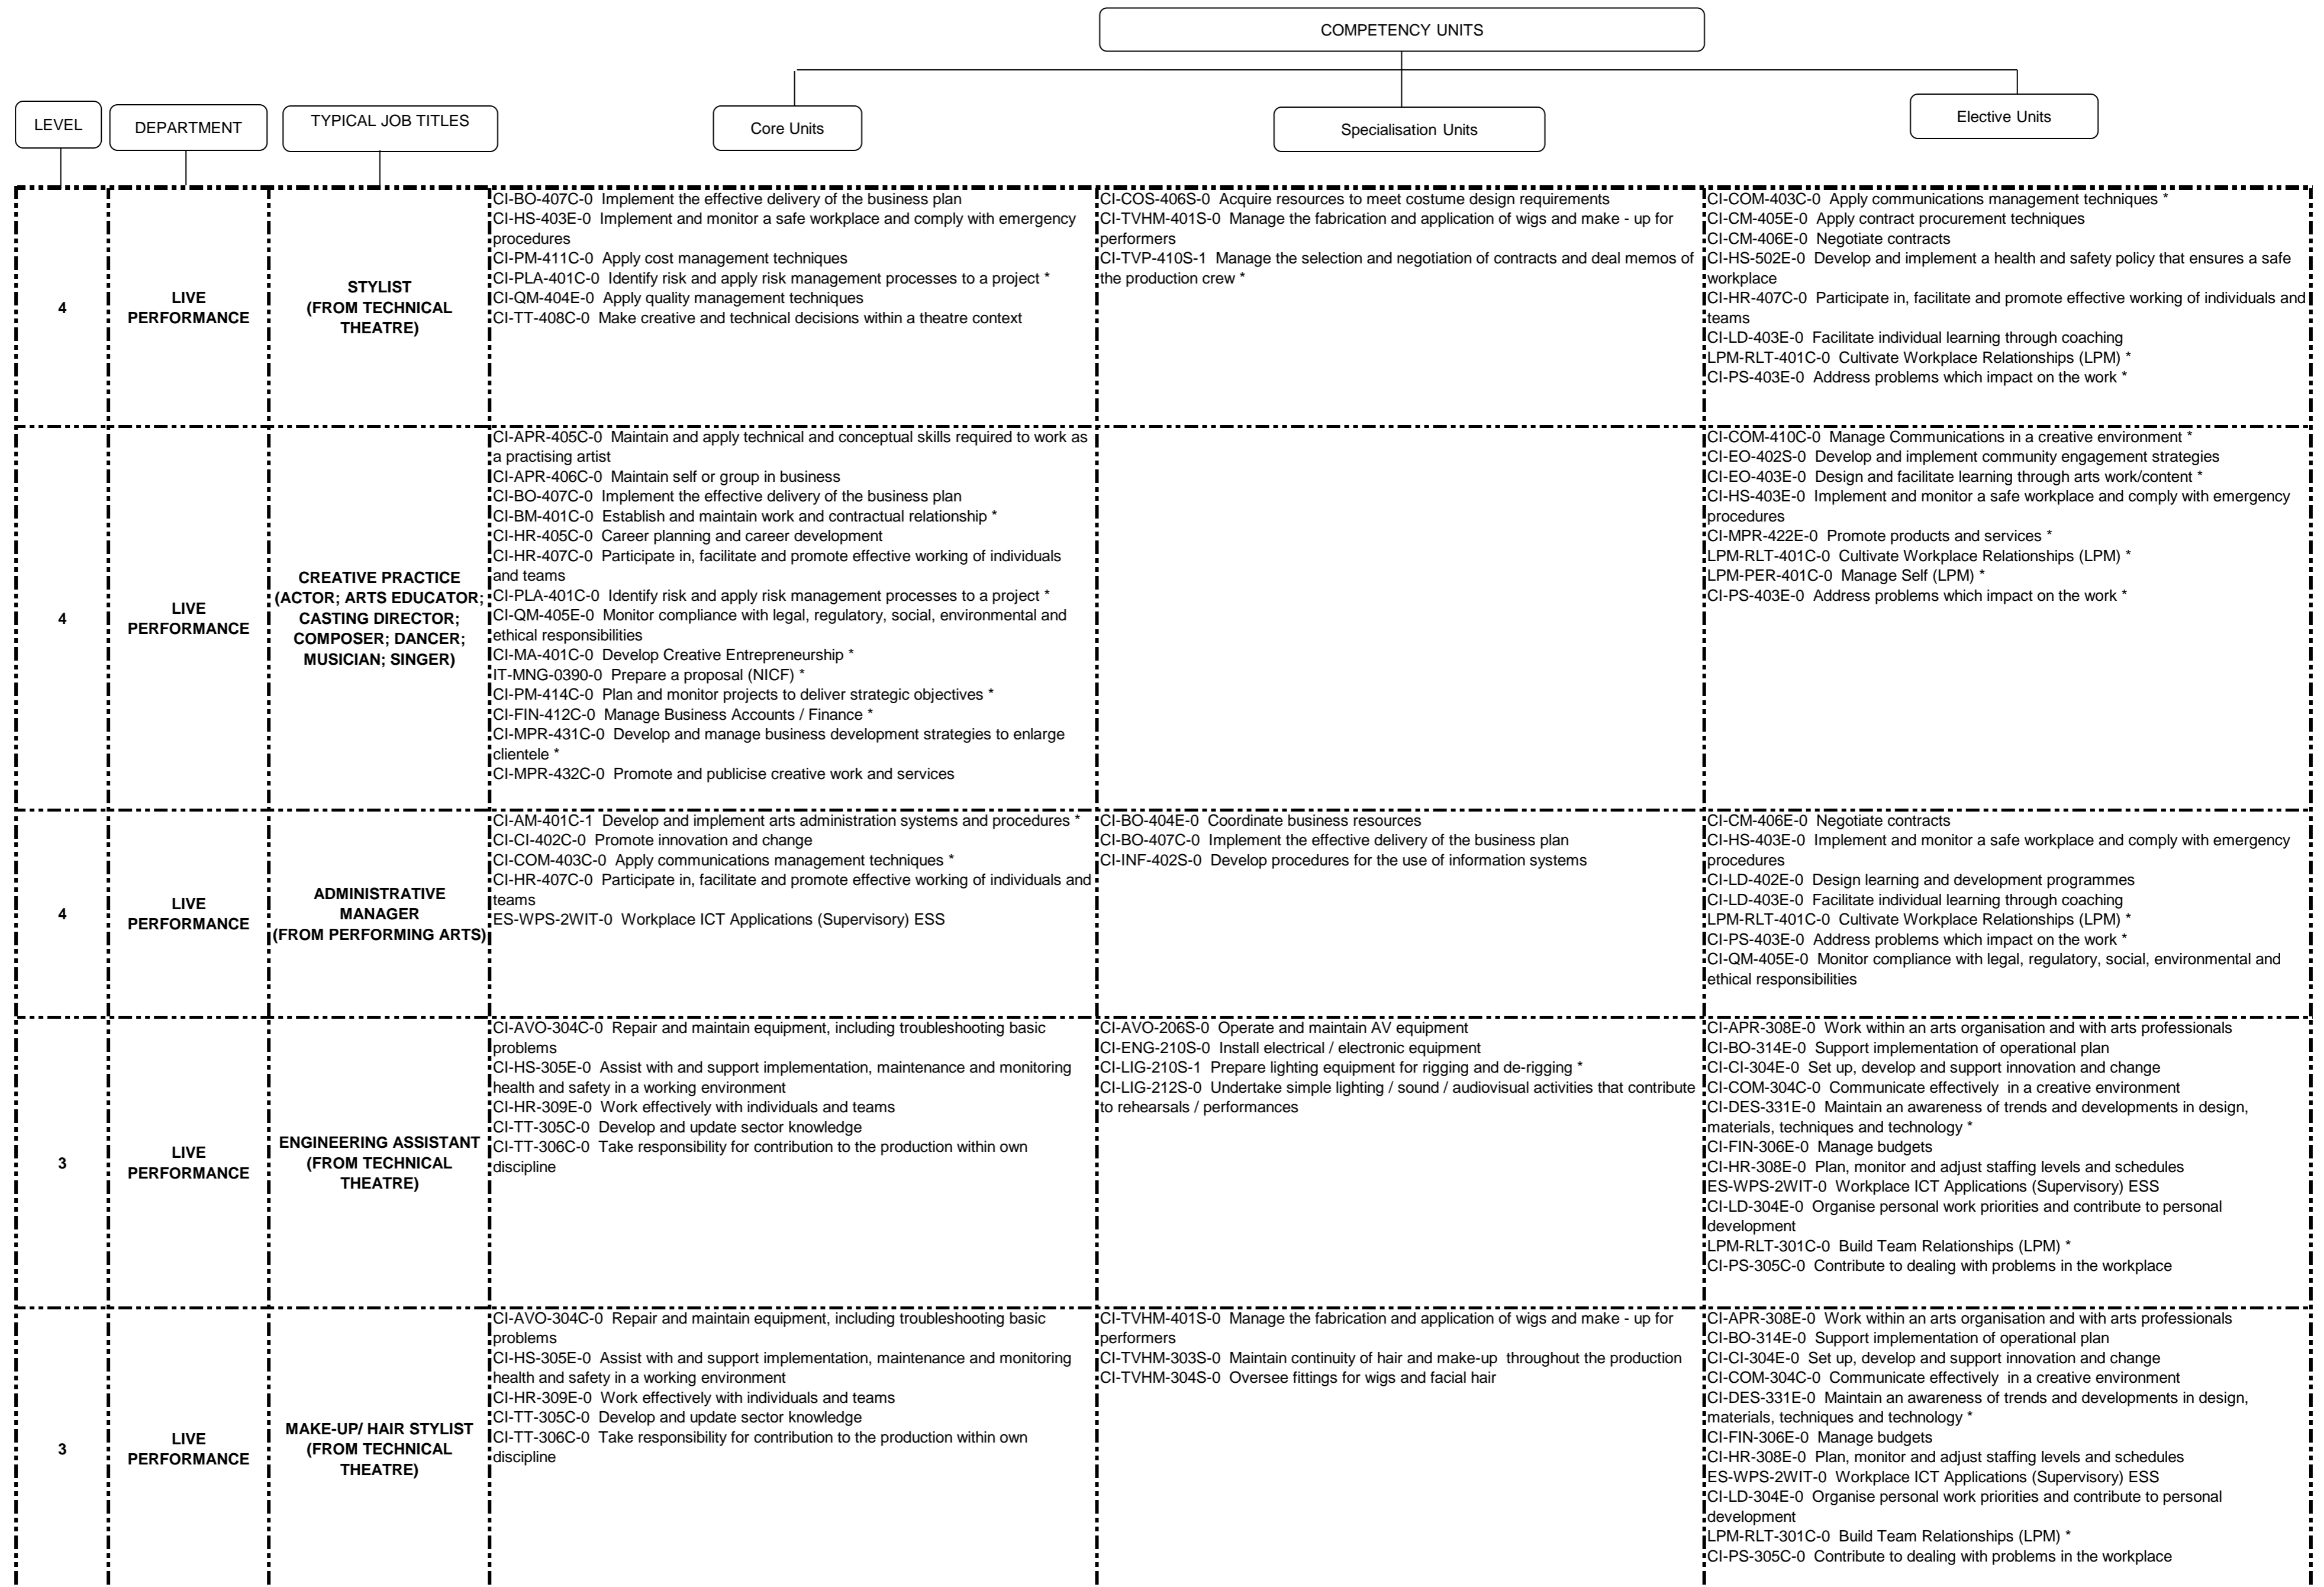 COMPETENCY UNITS
LEVEL
DEPARTMENT
TYPICAL JOB TITLES
Core Units
Specialisation Units
Elective Units
4
LIVE
PERFORMANCE
STYLIST
(FROM TECHNICAL
THEATRE)
CI-BO-407C-0  Implement the effective delivery of the business plan
CI-HS-403E-0  Implement and monitor a safe workplace and comply with emergency
procedures
CI-PM-411C-0  Apply cost management techniques
CI-PLA-401C-0  Identify risk and apply risk management processes to a project *
CI-QM-404E-0  Apply quality management techniques
CI-TT-408C-0  Make creative and technical decisions within a theatre context
CI-COS-406S-0  Acquire resources to meet costume design requirements
CI-TVHM-401S-0  Manage the fabrication and application of wigs and make - up for
performers
CI-TVP-410S-1  Manage the selection and negotiation of contracts and deal memos of
the production crew *
CI-COM-403C-0  Apply communications management techniques *
CI-CM-405E-0  Apply contract procurement techniques
CI-CM-406E-0  Negotiate contracts
CI-HS-502E-0  Develop and implement a health and safety policy that ensures a safe
workplace
CI-HR-407C-0  Participate in, facilitate and promote effective working of individuals and
teams
CI-LD-403E-0  Facilitate individual learning through coaching
LPM-RLT-401C-0  Cultivate Workplace Relationships (LPM) *
CI-PS-403E-0  Address problems which impact on the work *
4
LIVE
PERFORMANCE
CREATIVE PRACTICE
(ACTOR; ARTS EDUCATOR;
CASTING DIRECTOR;
COMPOSER; DANCER;
MUSICIAN; SINGER)
CI-APR-405C-0  Maintain and apply technical and conceptual skills required to work as
a practising artist
CI-APR-406C-0  Maintain self or group in business
CI-BO-407C-0  Implement the effective delivery of the business plan
CI-BM-401C-0  Establish and maintain work and contractual relationship *
CI-HR-405C-0  Career planning and career development
CI-HR-407C-0  Participate in, facilitate and promote effective working of individuals
and teams
CI-PLA-401C-0  Identify risk and apply risk management processes to a project *
CI-QM-405E-0  Monitor compliance with legal, regulatory, social, environmental and
ethical responsibilities
CI-MA-401C-0  Develop Creative Entrepreneurship *
IT-MNG-0390-0  Prepare a proposal (NICF) *
CI-PM-414C-0  Plan and monitor projects to deliver strategic objectives *
CI-FIN-412C-0  Manage Business Accounts / Finance *
CI-MPR-431C-0  Develop and manage business development strategies to enlarge
clientele *
CI-MPR-432C-0  Promote and publicise creative work and services
CI-COM-410C-0  Manage Communications in a creative environment *
CI-EO-402S-0  Develop and implement community engagement strategies
CI-EO-403E-0  Design and facilitate learning through arts work/content *
CI-HS-403E-0  Implement and monitor a safe workplace and comply with emergency
procedures
CI-MPR-422E-0  Promote products and services *
LPM-RLT-401C-0  Cultivate Workplace Relationships (LPM) *
LPM-PER-401C-0  Manage Self (LPM) *
CI-PS-403E-0  Address problems which impact on the work *
4
LIVE
PERFORMANCE
ADMINISTRATIVE
MANAGER
(FROM PERFORMING ARTS)
CI-AM-401C-1  Develop and implement arts administration systems and procedures *
CI-CI-402C-0  Promote innovation and change
CI-COM-403C-0  Apply communications management techniques *
CI-HR-407C-0  Participate in, facilitate and promote effective working of individuals and
teams
ES-WPS-2WIT-0  Workplace ICT Applications (Supervisory) ESS
CI-BO-404E-0  Coordinate business resources
CI-BO-407C-0  Implement the effective delivery of the business plan
CI-INF-402S-0  Develop procedures for the use of information systems
CI-CM-406E-0  Negotiate contracts
CI-HS-403E-0  Implement and monitor a safe workplace and comply with emergency
procedures
CI-LD-402E-0  Design learning and development programmes
CI-LD-403E-0  Facilitate individual learning through coaching
LPM-RLT-401C-0  Cultivate Workplace Relationships (LPM) *
CI-PS-403E-0  Address problems which impact on the work *
CI-QM-405E-0  Monitor compliance with legal, regulatory, social, environmental and
ethical responsibilities
3
LIVE
PERFORMANCE
ENGINEERING ASSISTANT
(FROM TECHNICAL
THEATRE)
CI-AVO-304C-0  Repair and maintain equipment, including troubleshooting basic
problems
CI-HS-305E-0  Assist with and support implementation, maintenance and monitoring
health and safety in a working environment
CI-HR-309E-0  Work effectively with individuals and teams
CI-TT-305C-0  Develop and update sector knowledge
CI-TT-306C-0  Take responsibility for contribution to the production within own
discipline
CI-AVO-206S-0  Operate and maintain AV equipment
CI-ENG-210S-0  Install electrical / electronic equipment
CI-LIG-210S-1  Prepare lighting equipment for rigging and de-rigging *
CI-LIG-212S-0  Undertake simple lighting / sound / audiovisual activities that contribute
to rehearsals / performances
CI-APR-308E-0  Work within an arts organisation and with arts professionals
CI-BO-314E-0  Support implementation of operational plan
CI-CI-304E-0  Set up, develop and support innovation and change
CI-COM-304C-0  Communicate effectively  in a creative environment
CI-DES-331E-0  Maintain an awareness of trends and developments in design,
materials, techniques and technology *
CI-FIN-306E-0  Manage budgets
CI-HR-308E-0  Plan, monitor and adjust staffing levels and schedules
ES-WPS-2WIT-0  Workplace ICT Applications (Supervisory) ESS
CI-LD-304E-0  Organise personal work priorities and contribute to personal
development
LPM-RLT-301C-0  Build Team Relationships (LPM) *
CI-PS-305C-0  Contribute to dealing with problems in the workplace
3
LIVE
PERFORMANCE
MAKE-UP/ HAIR STYLIST
(FROM TECHNICAL
THEATRE)
CI-AVO-304C-0  Repair and maintain equipment, including troubleshooting basic
problems
CI-HS-305E-0  Assist with and support implementation, maintenance and monitoring
health and safety in a working environment
CI-HR-309E-0  Work effectively with individuals and teams
CI-TT-305C-0  Develop and update sector knowledge
CI-TT-306C-0  Take responsibility for contribution to the production within own
discipline
CI-TVHM-401S-0  Manage the fabrication and application of wigs and make - up for
performers
CI-TVHM-303S-0  Maintain continuity of hair and make-up  throughout the production
CI-TVHM-304S-0  Oversee fittings for wigs and facial hair
CI-APR-308E-0  Work within an arts organisation and with arts professionals
CI-BO-314E-0  Support implementation of operational plan
CI-CI-304E-0  Set up, develop and support innovation and change
CI-COM-304C-0  Communicate effectively  in a creative environment
CI-DES-331E-0  Maintain an awareness of trends and developments in design,
materials, techniques and technology *
CI-FIN-306E-0  Manage budgets
CI-HR-308E-0  Plan, monitor and adjust staffing levels and schedules
ES-WPS-2WIT-0  Workplace ICT Applications (Supervisory) ESS
CI-LD-304E-0  Organise personal work priorities and contribute to personal
development
LPM-RLT-301C-0  Build Team Relationships (LPM) *
CI-PS-305C-0  Contribute to dealing with problems in the workplace